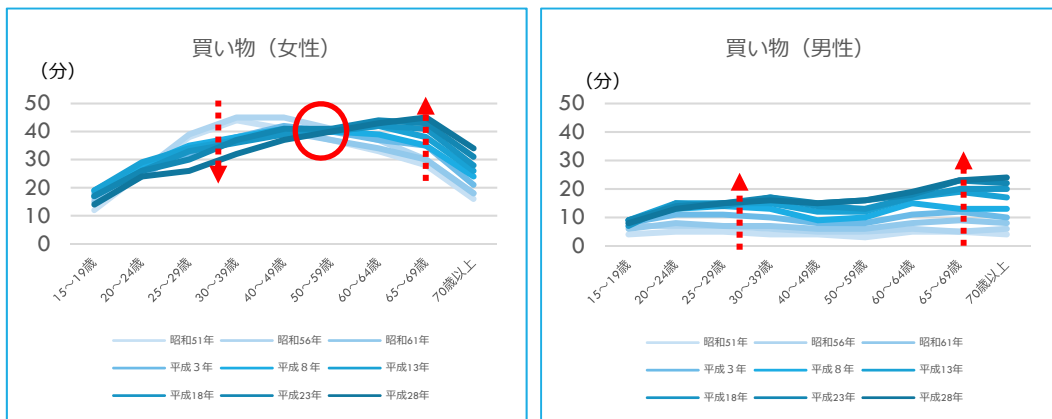 買い物（女性）
（分）
50
40
30
20
10
0
15～19歳
20～24歳
25～29歳
30～39歳
40～49歳
50～59歳
60～64歳
65～69歳
70歳以上
昭和51年 昭和56年 昭和61年
平成３年 平成８年 平成13年
平成18年 平成23年 平成28年
買い物（男性）
（分）
50
40
30
20
10
0
15～19歳
20～24歳
25～29歳
30～39歳
40～49歳
50～59歳
60～64歳
65～69歳
70歳以上
昭和51年 昭和56年 昭和61年
平成３年 平成８年 平成13年
平成18年 平成23年 平成28年